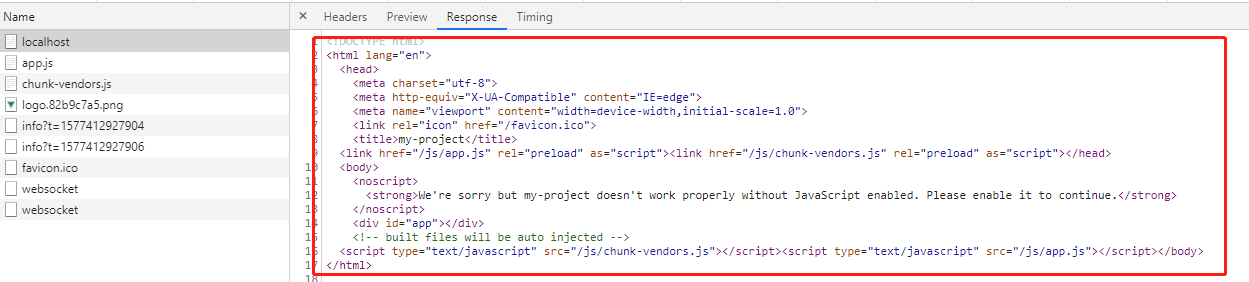 Name
localhost
app.js
chunk-vendors.js
logo.82b9c7a5.png
info?t=1577412927904
info?t=1577412927906
favicon.ico
websocket
websocket
× Headers Preview Response Timing
1 <!DOCTYPE html>
2 <html lang="en">
3 <head>
4 <meta charset="utf-8">
5 <meta http-equiv="X-UA-Compatible" content="IE=edge">
6 <meta name="viewport" content="width=device-width,initial-scale=1.0">
7 <link rel="icon" href="/favicon.ico">
8 <title>my-project</title>
9 <link href="/js/app.js" rel="preload" as="script"><link href="/js/chunk-vendors.js" rel="preload" as="script"></head>
10 <body>
11 <noscript>
12 <strong>We're sorry but my-project doesn't work properly without JavaScript enabled. Please enable it to continue.</strong>
13 </noscript>
14 <div id="app"></div>
15 <!-- built files will be auto injected -->
16 <script type="text/javascript" src="/js/chunk-vendors.js"></script><script type="text/javascript" src="/js/app.js"></script></body>
17 </html>
18